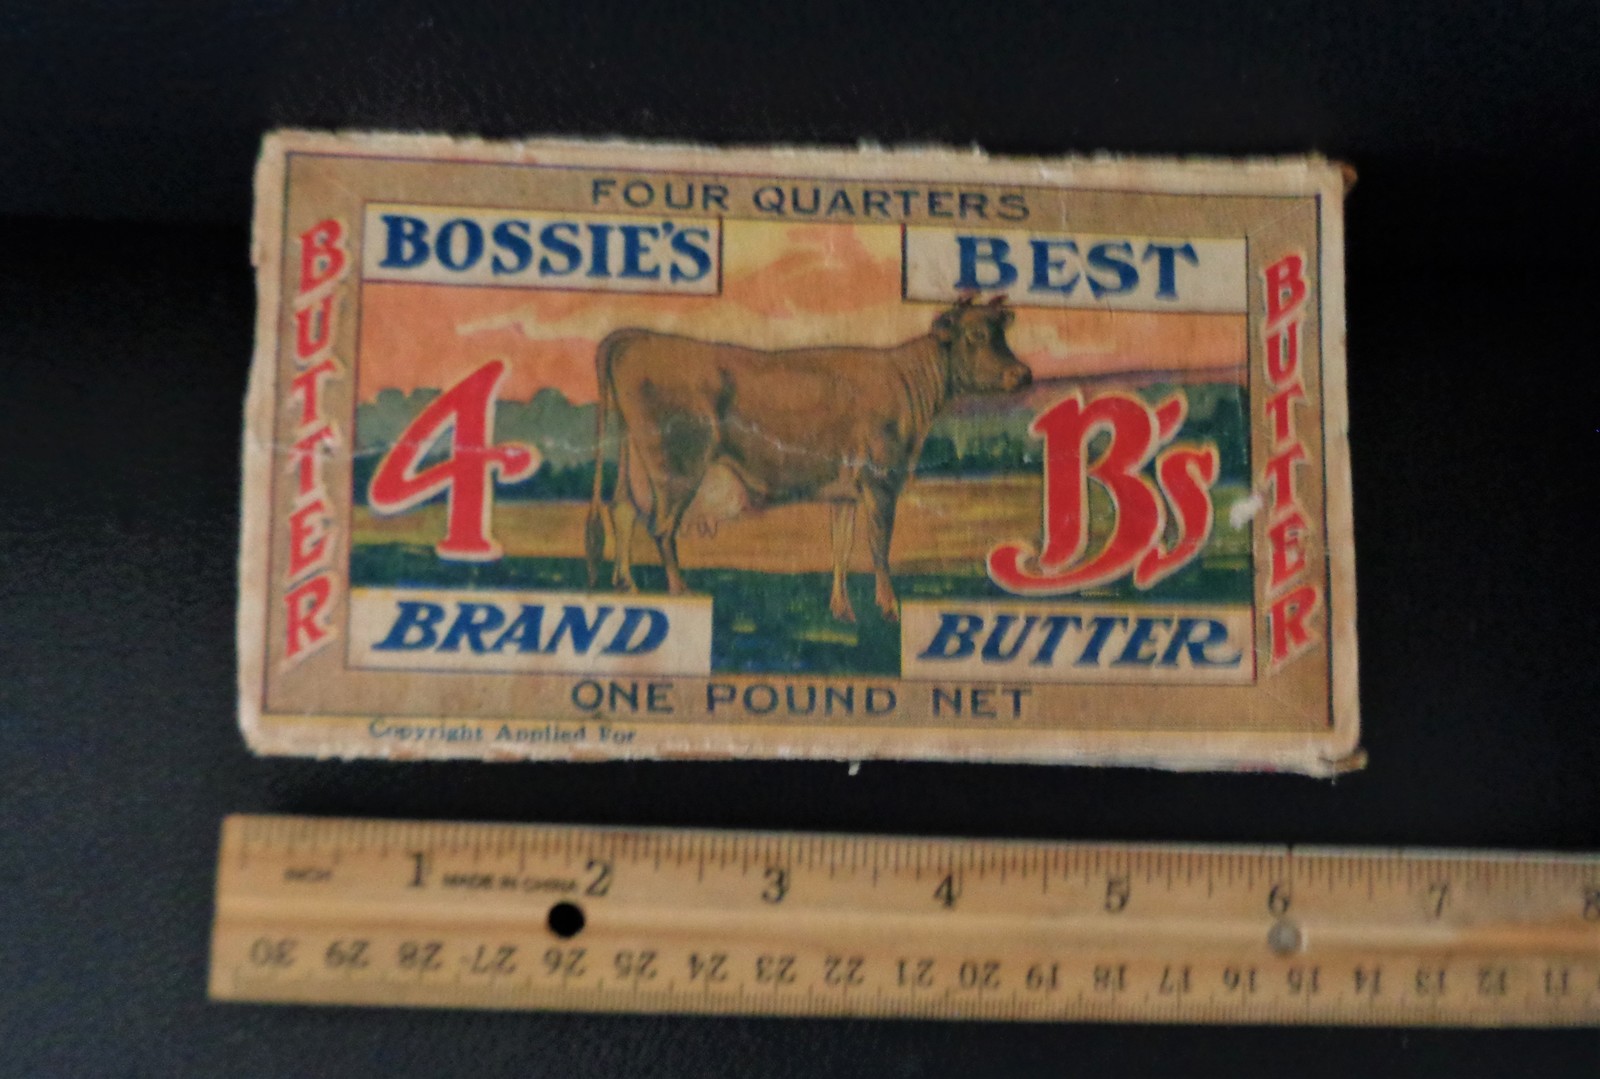 FOUR QUARTERS
BOSSIE'S BEST
BUTTER
4 B's
BUTTER
BRAND BUTTER
ONE POUND NET
Copyright Applied For
INCH 1 MADE IN CHINA 2 3 4 5 6 7 8
30 29 28 27 26 25 24 23 22 21 20 19 18 17 16 15 14 13 12 11